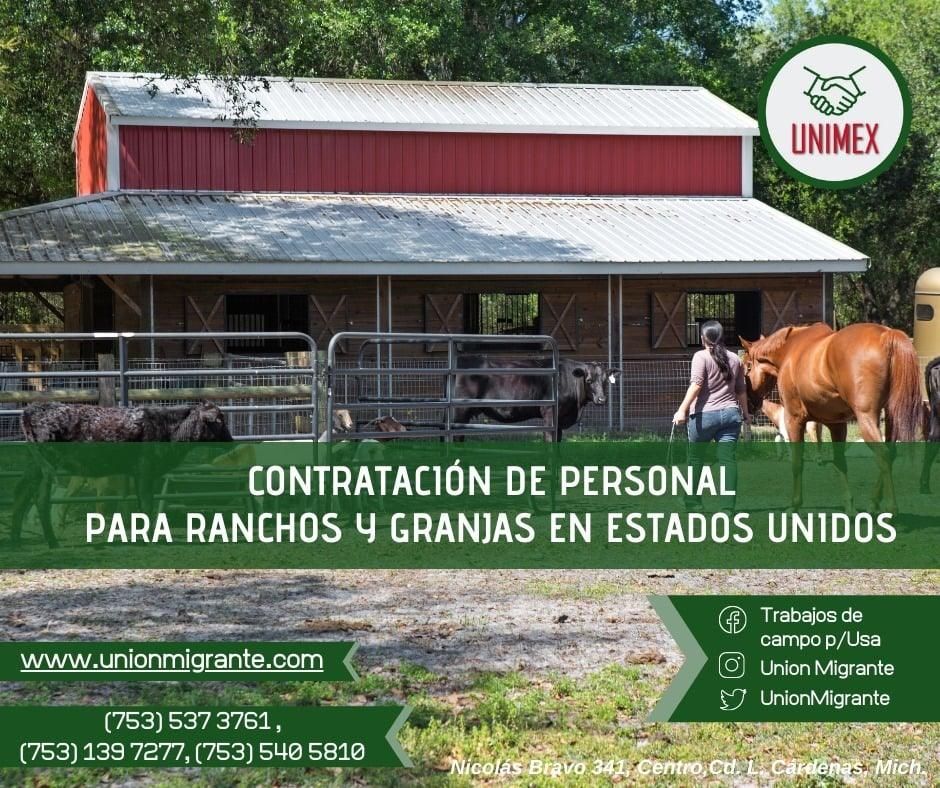 UNIMEX
CONTRATACIÓN DE PERSONAL
PARA RANCHOS Y GRANJAS EN ESTADOS UNIDOS
www.unionmigrante.com
(753) 537 3761 ,
(753) 139 7277, (753) 540 5810
Trabajos de
campo p/Usa
Union Migrante
UnionMigrante
Nicolás Bravo 341, Centro,Cd. L. Cárdenas, Mich.